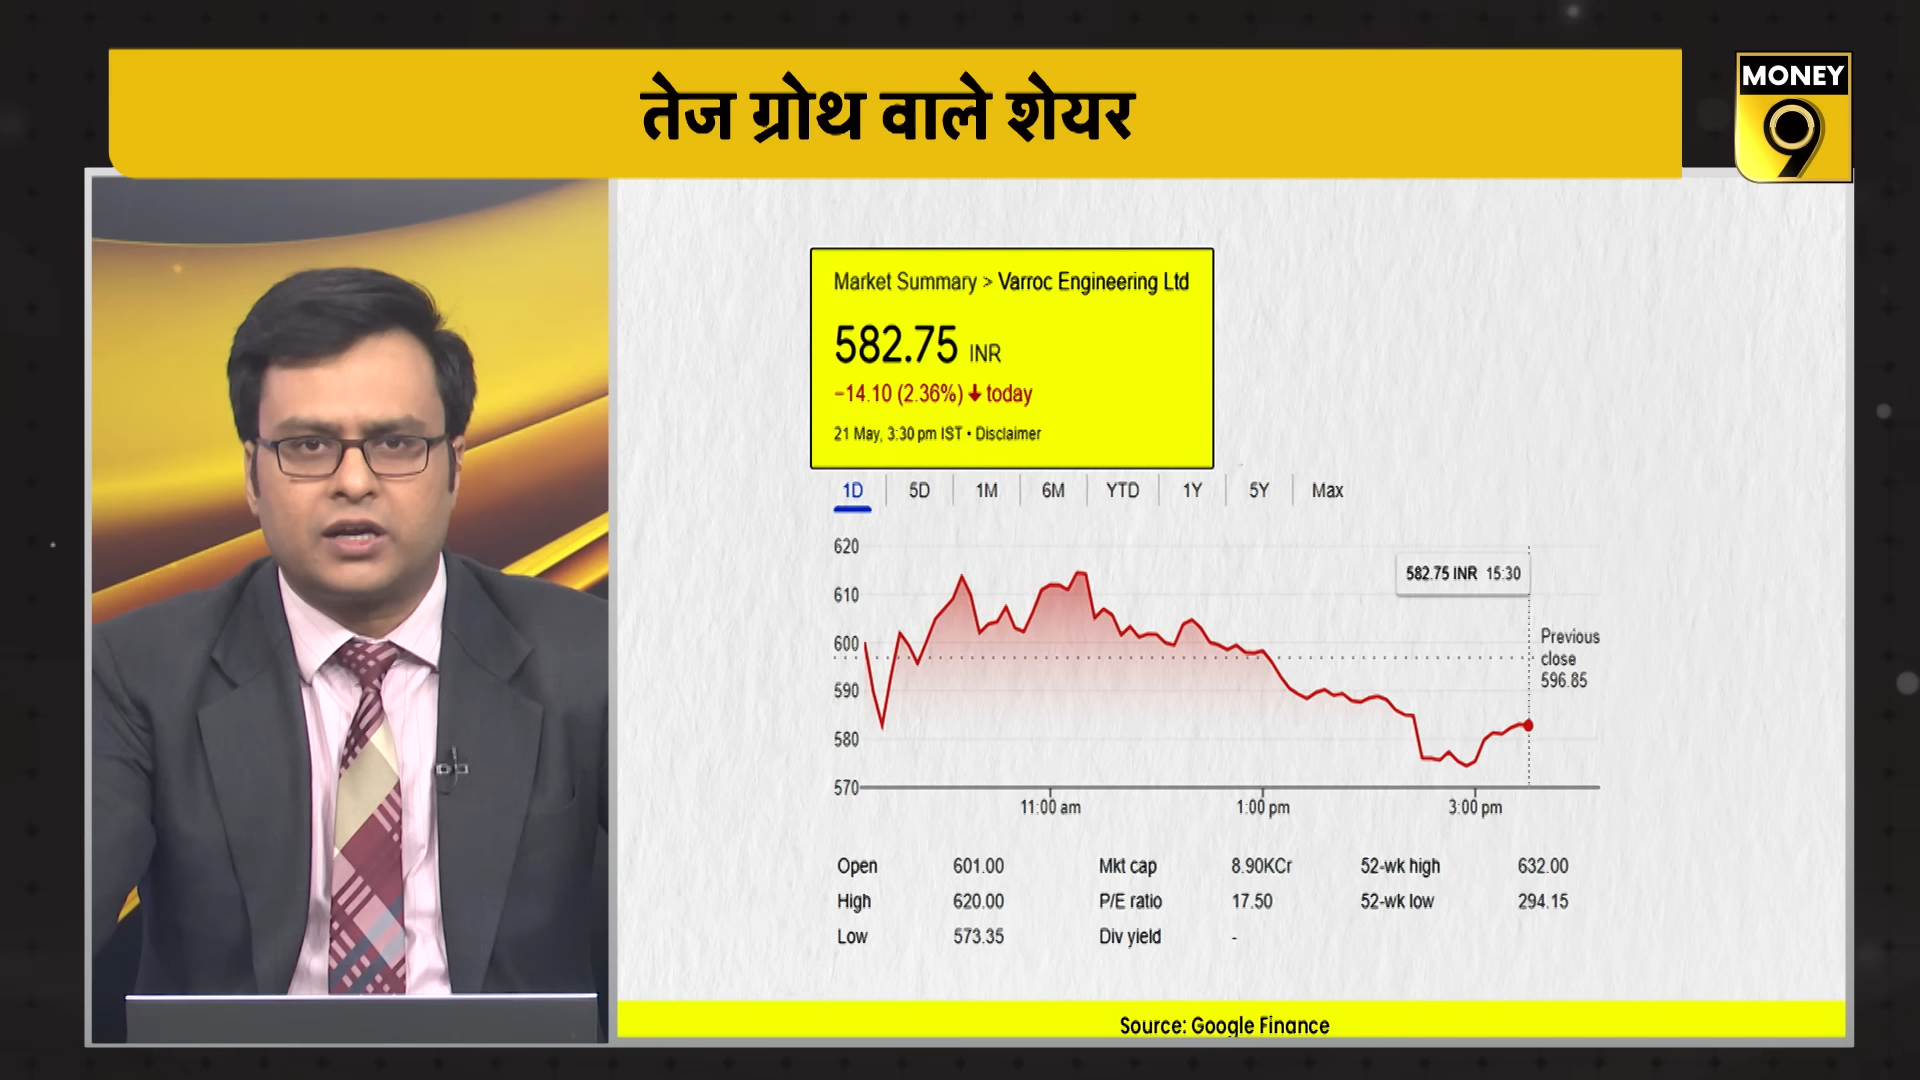 तेज ग्रोथ वाले शेयर
MONEY
9
Market Summary > Varroc Engineering Ltd
582.75 INR
−14.10 (2.36%) ↓ today
21 May, 3:30 pm IST • Disclaimer
1D 5D 1M 6M YTD 1Y 5Y Max
620
610
600
590
580
570
582.75 INR 15:30
Previous
close
596.85
11:00 am 1:00 pm 3:00 pm
Open 601.00 Mkt cap 8.90KCr 52-wk high 632.00
High 620.00 P/E ratio 17.50 52-wk low 294.15
Low 573.35 Div yield -
Source: Google Finance